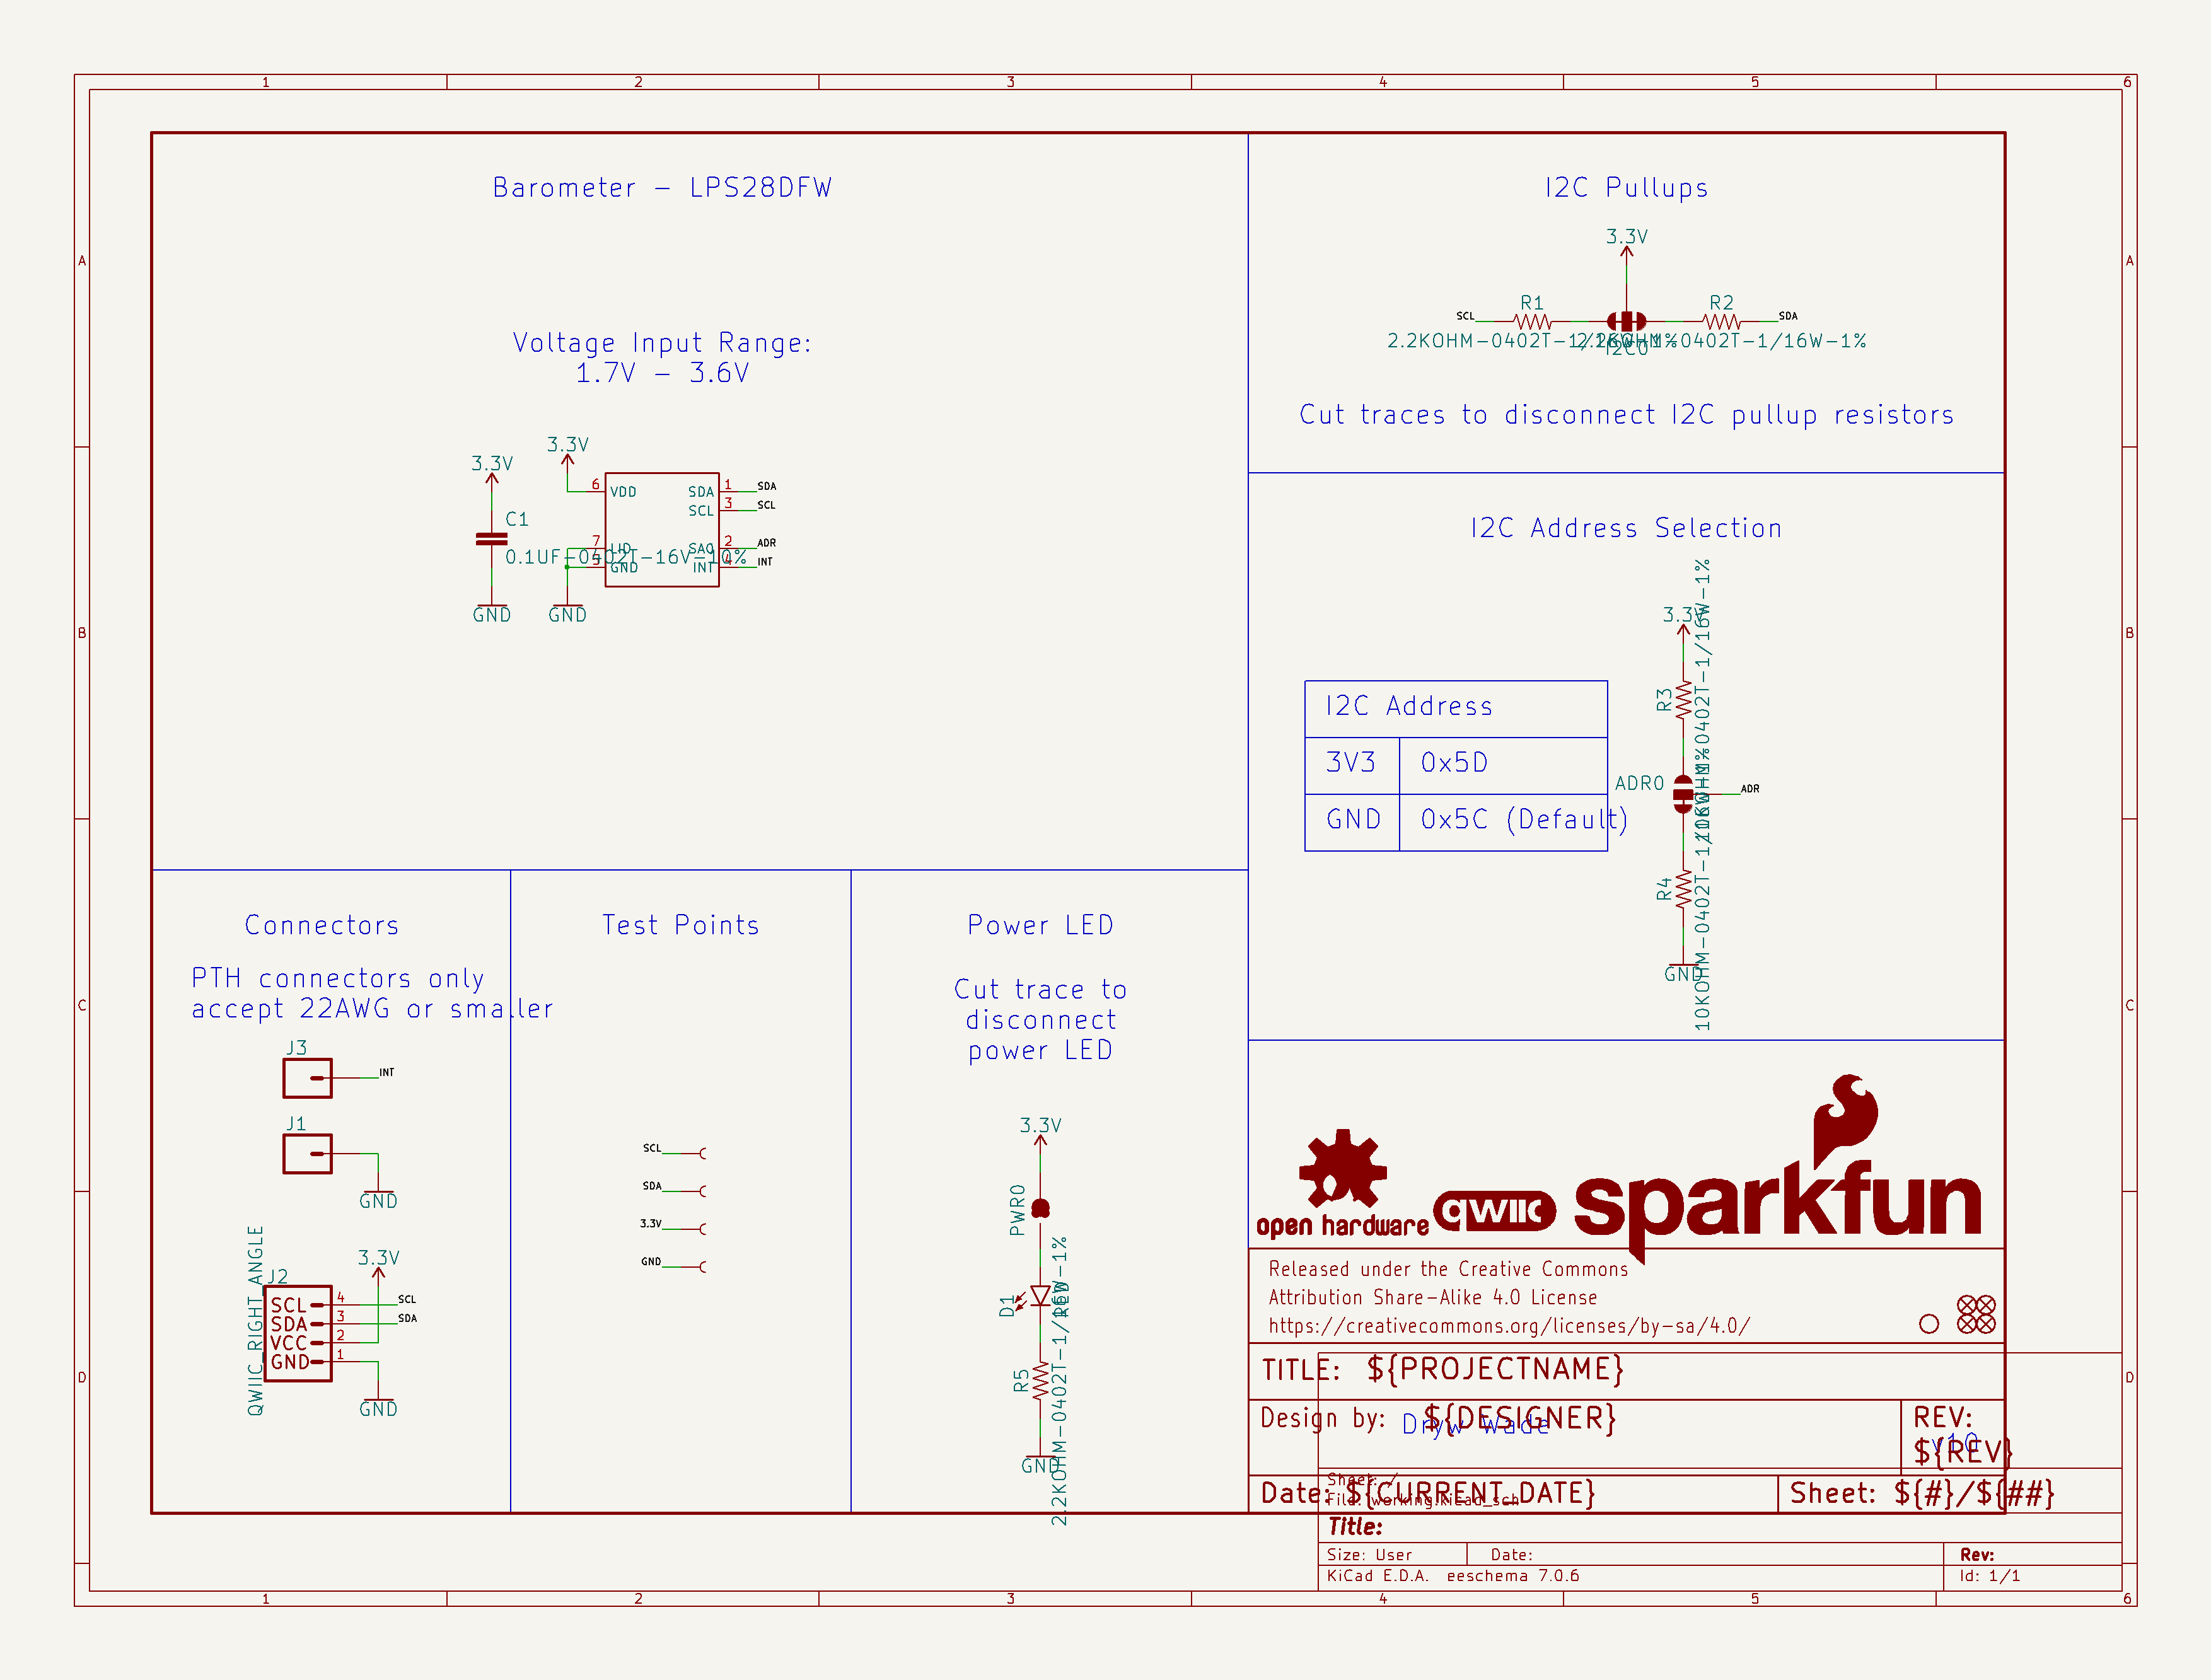 1 2 3 4 5 6
A A
B B
C C
D D
Barometer - LPS28DFW
Voltage Input Range:
1.7V - 3.6V
3.3V
3.3V
C1
0.1UF-0402T-16V-10%
6 VDD
7
GND
SDA 1 SDA
SCL 3 SCL
SA0 2 ADR
INT 4 INT
GND GND
I2C Pullups
3.3V
SCL R1 R2 SDA
2.2KOHM-0402T-1/16W-1%
2.2KOHM-0402T-1/16W-1%
Cut traces to disconnect I2C pullup resistors
I2C Address Selection
3.3V
R3
10KOHM-0402T-1/16W-1%
I2C Address
3V3 0x5D
GND 0x5C (Default)
ADR0 ADR
R4
10KOHM-0402T-1/16W-1%
GND
Connectors
PTH connectors only
accept 22AWG or smaller
J3
INT
J1
GND
QWIIC_RIGHT_ANGLE
J2
3.3V
SCL 4 SCL
SDA 3 SDA
VCC 2
GND 1
GND
Test Points
SCL
SDA
3.3V
GND
Power LED
Cut trace to
disconnect
power LED
3.3V
PWR0
D1
RED
R5
2.2KOHM-0402T-1/16W-1%
GND
open hardware
qwiic
sparkfun
Released under the Creative Commons
Attribution Share-Alike 4.0 License
https://creativecommons.org/licenses/by-sa/4.0/
TITLE: ${PROJECTNAME}
Design by: ${DESIGNER}
Dryw Wade
REV:
${REV}
v10
Date: ${CURRENT_DATE}
Sheet: ${#}/${##}
Sheet: /
File: working.kicad_sch
Title:
Size: User Date: Rev:
KiCad E.D.A. eeschema 7.0.6 Id: 1/1
1 2 3 4 5 6